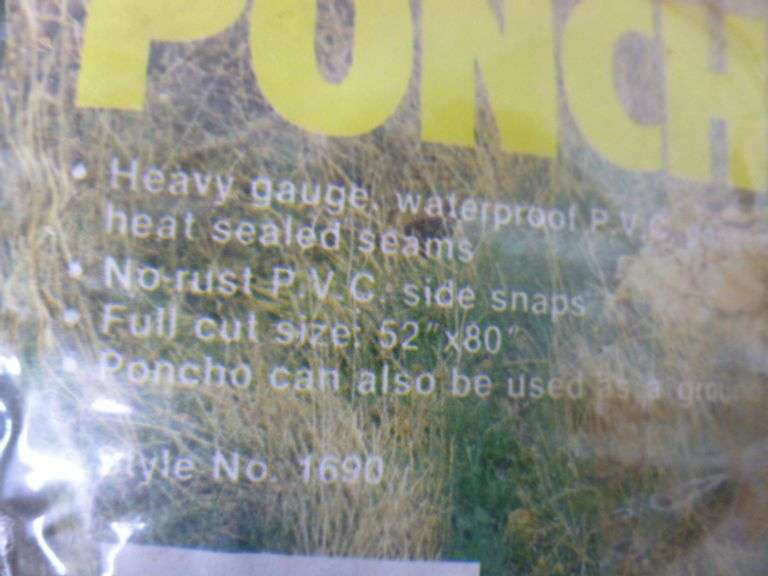 PONCH
• Heavy gauge, waterproof P.V.C.
heat sealed seams
• No-rust P.V.C. side snaps
• Full cut size: 52"x80"
• Poncho can also be used as a grou
Style No. 1690